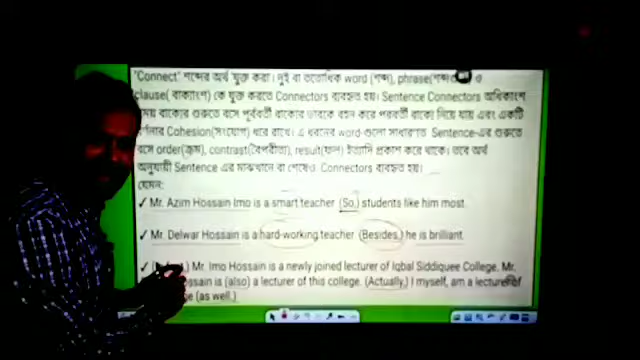 "Connect" শব্দের অর্থ যুক্ত করা। দুই বা ততোধিক word (শব্দ), phrase ও
clause( বাক্যাংশ) কে যুক্ত করতে Connectors ব্যবহৃত হয়। Sentence Connectors অধিকাংশ
সময় বাক্যের শুরুতে বসে পূর্ববর্তী বাক্যের ভাবকে বহন করে পরবর্তী বাক্যে নিয়ে যায় এবং একটি
বর্ণনার Cohesion(সংযোগ) ধরে রাখে। এ ধরনের word গুলো সাধারণত Sentence-এর শুরুতে
বসে order(ক্রম), contrast(বৈপরীত্য), result(ফল) ইত্যাদি প্রকাশ করে থাকে। তবে অর্থ
অনুযায়ী Sentence এর মাঝখানে বা শেষেও Connectors ব্যবহৃত হয়।
যেমন:
✓ Mr. Azim Hossain Imo is a smart teacher (So,) students like him most.
✓ Mr. Delwar Hossain is a hard-working teacher. (Besides,) he is brilliant.
✓ Mr. Imo Hossain is a newly joined lecturer of Iqbal Siddiquee College. Mr.
is (also) a lecturer of this college. (Actually,) I myself, am a lecturer of
(as well.)